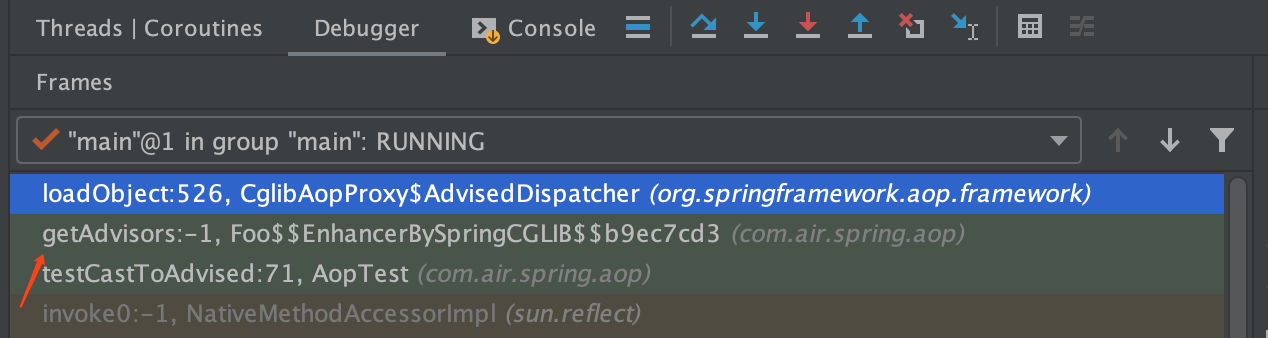 Threads | Coroutines Debugger Console
Frames
"main"@1 in group "main": RUNNING
loadObject:526, CglibAopProxy$AdvisedDispatcher (org.springframework.aop.framework)
getAdvisors:-1, Foo$$EnhancerBySpringCGLIB$$b9ec7cd3 (com.air.spring.aop)
testCastToAdvised:71, AopTest (com.air.spring.aop)
invoke0:-1, NativeMethodAccessorImpl (sun.reflect)